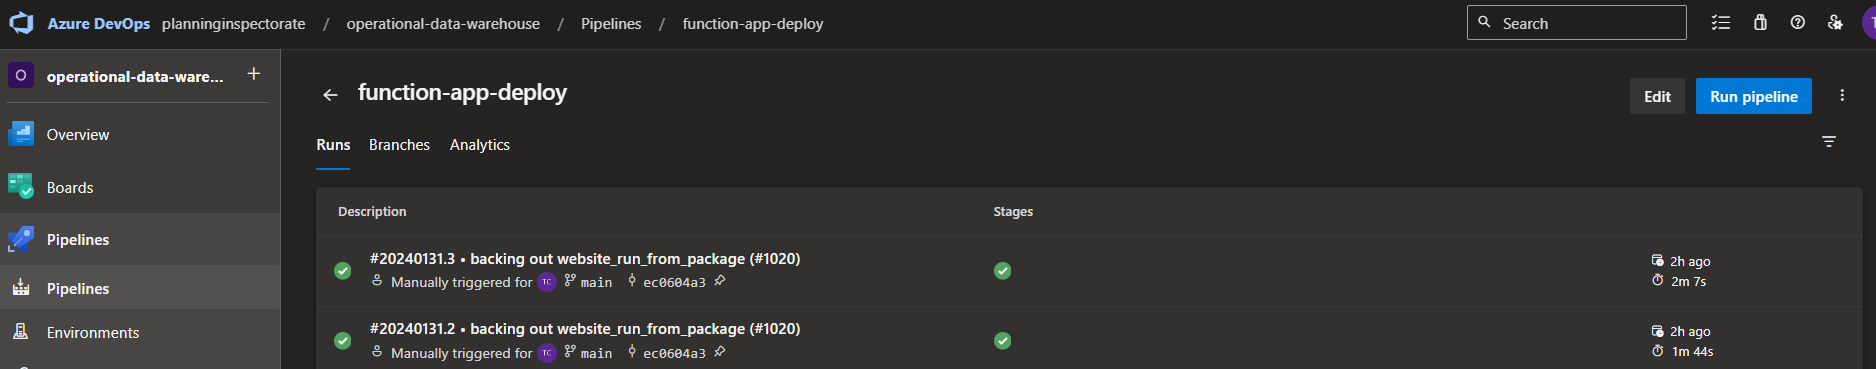 Azure DevOps planninginspectorate / operational-data-warehouse / Pipelines / function-app-deploy
Search
T
O operational-data-ware... +
Overview
Boards
Pipelines
Pipelines
Environments
function-app-deploy
Edit
Run pipeline
Runs Branches Analytics
Description Stages
#20240131.3 • backing out website_run_from_package (#1020)
Manually triggered for TC main ec0604a3
2h ago
2m 7s
#20240131.2 • backing out website_run_from_package (#1020)
Manually triggered for TC main ec0604a3
2h ago
1m 44s